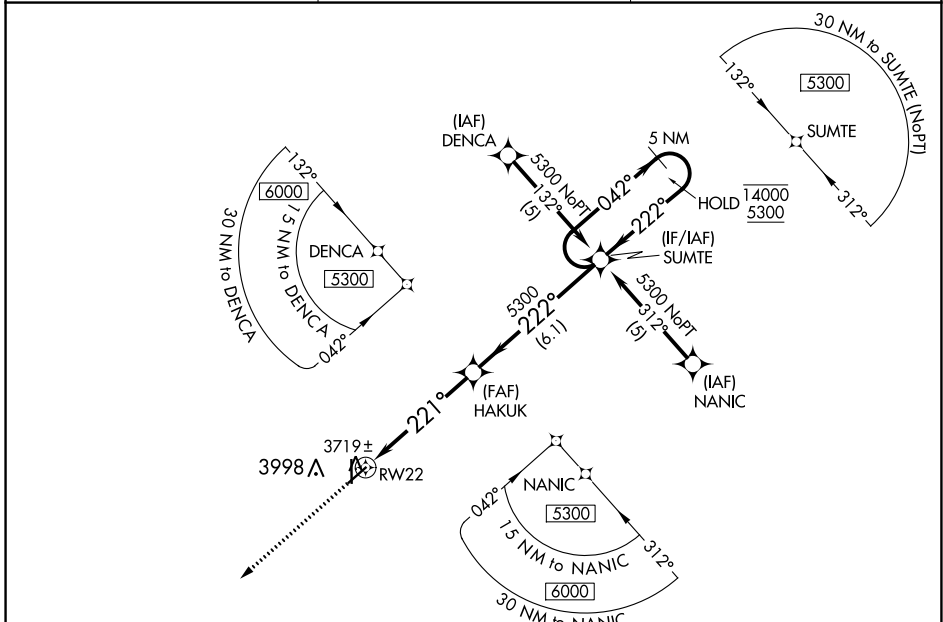 30 NM to SUMTE (NoPT)
132°
5300
SUMTE
312°
(IAF)
DENCA
5300 NoPT
132°
(5)
5 NM
042°
222°
HOLD
14000
5300
(IF/IAF)
SUMTE
132°
6000
15 NM to DENCA
30 NM to DENCA
DENCA
5300
042°
5300
222°
(6.1)
5300 NoPT
312°
(5)
(IAF)
NANIC
(FAF)
HAKUK
221°
3719±
3998
RW22
NANIC
042°
5300
312°
15 NM to NANIC
6000
30 NM to NANIC